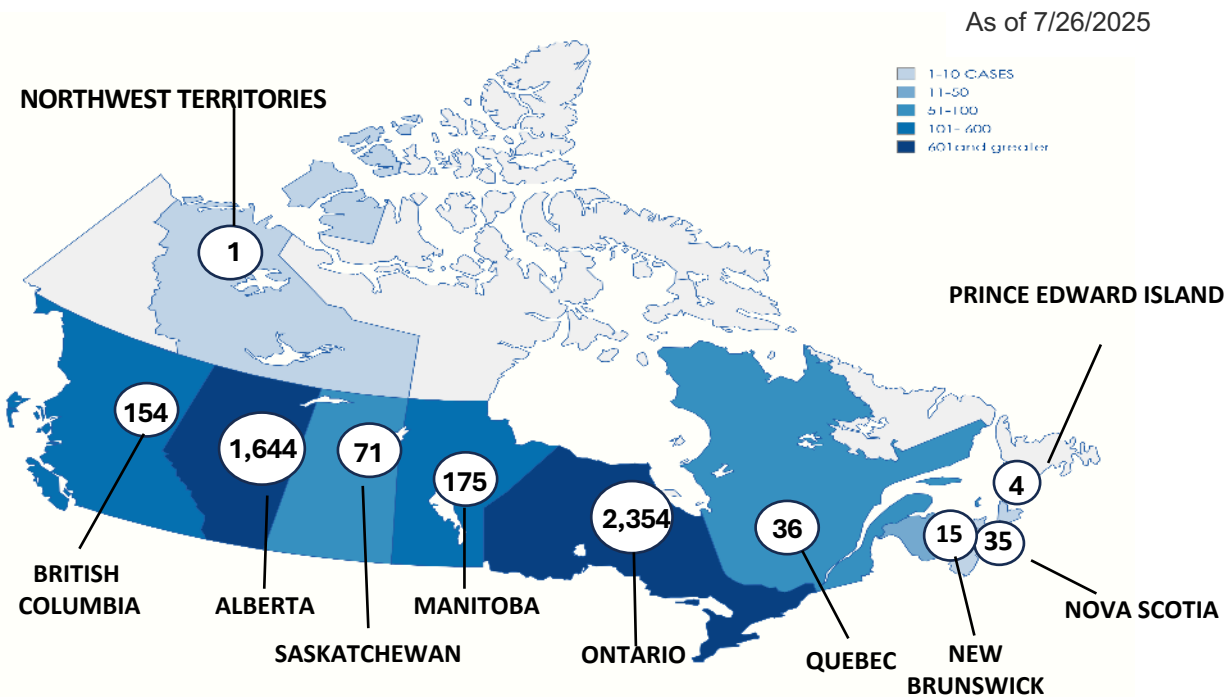 As of 7/26/2025
1-10 CASES
11-50
51-100
101- 600
601and greater
NORTHWEST TERRITORIES
1
PRINCE EDWARD ISLAND
154
1,644
71
175
2,354
36
15
35
4
BRITISH
COLUMBIA
ALBERTA
SASKATCHEWAN
MANITOBA
ONTARIO
QUEBEC
NEW
BRUNSWICK
NOVA SCOTIA